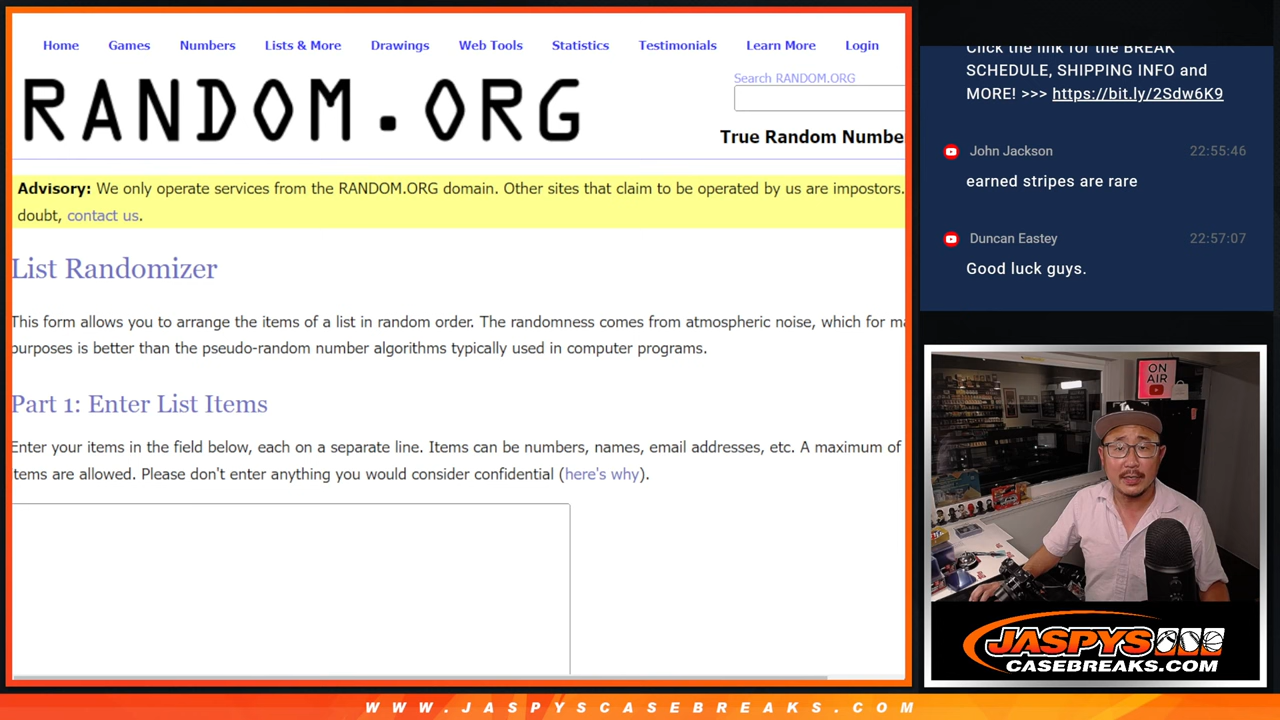 Home Games Numbers Lists & More Drawings Web Tools Statistics Testimonials Learn More Login
RANDOM.ORG
Search RANDOM.ORG
True Random Numbe
Advisory: We only operate services from the RANDOM.ORG domain. Other sites that claim to be operated by us are impostors.
doubt, contact us.
List Randomizer
This form allows you to arrange the items of a list in random order. The randomness comes from atmospheric noise, which for ma
purposes is better than the pseudo-random number algorithms typically used in computer programs.
Part 1: Enter List Items
Enter your items in the field below, each on a separate line. Items can be numbers, names, email addresses, etc. A maximum of
tems are allowed. Please don't enter anything you would consider confidential (here's why).
Click the link for the BREAK
SCHEDULE, SHIPPING INFO and
MORE! >>> https://bit.ly/2Sdw6K9
John Jackson 22:55:46
earned stripes are rare
Duncan Eastey 22:57:07
Good luck guys.
ON
AIR
JASPYS
CASEBREAKS.COM
WWW.JASPYSCASEBREAKS.COM